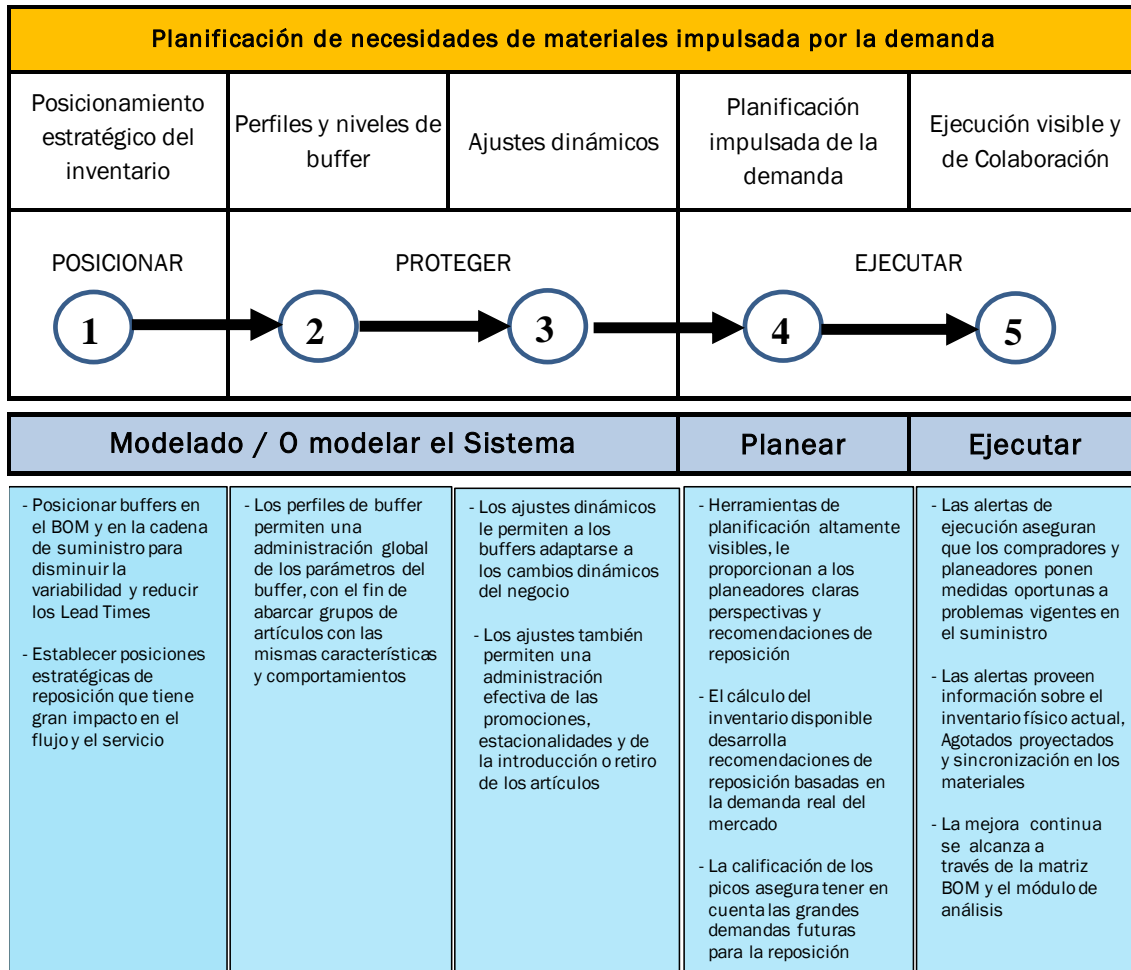 Planificación de necesidades de materiales impulsada por la demanda
Posicionamiento
estratégico del
inventario
Perfiles y niveles de
buffer
Ajustes dinámicos
Planificación
impulsada de la
demanda
Ejecución visible y
de Colaboración
POSICIONAR
PROTEGER
EJECUTAR
1
2
3
4
5
Modelado / O modelar el Sistema
Planear
Ejecutar
- Posicionar buffers en
el BOM y en la cadena
de suministro para
disminuir la
variabilidad y reducir
los Lead Times
- Establecer posiciones
estratégicas de
reposición que tiene
gran impacto en el
flujo y el servicio
- Los perfiles de buffer
permiten una
administración global
de los parámetros del
buffer, con el fin de
abarcar grupos de
artículos con las
mismas características
y comportamientos
- Los ajustes dinámicos
le permiten a los
buffers adaptarse a
los cambios dinámicos
del negocio
- Los ajustes también
permiten una
administración
efectiva de las
promociones,
estacionalidades y de
la introducción o retiro
de los artículos
- Herramientas de
planificación altamente
visibles, le
proporcionan a los
planeadores claras
perspectivas y
recomendaciones de
reposición
- El cálculo del
inventario disponible
desarrolla
recomendaciones de
reposición basadas en
la demanda real del
mercado
- La calificación de los
picos asegura tener en
cuenta las grandes
demandas futuras
para la reposición
- Las alertas de
ejecución aseguran
que los compradores y
planeadores ponen
medidas oportunas a
problemas vigentes en
el suministro
- Las alertas proveen
información sobre el
inventario físico actual,
Agotados proyectados
y sincronización en los
materiales
- La mejora continua
se alcanza a
través de la matriz
BOM y el módulo de
análisis